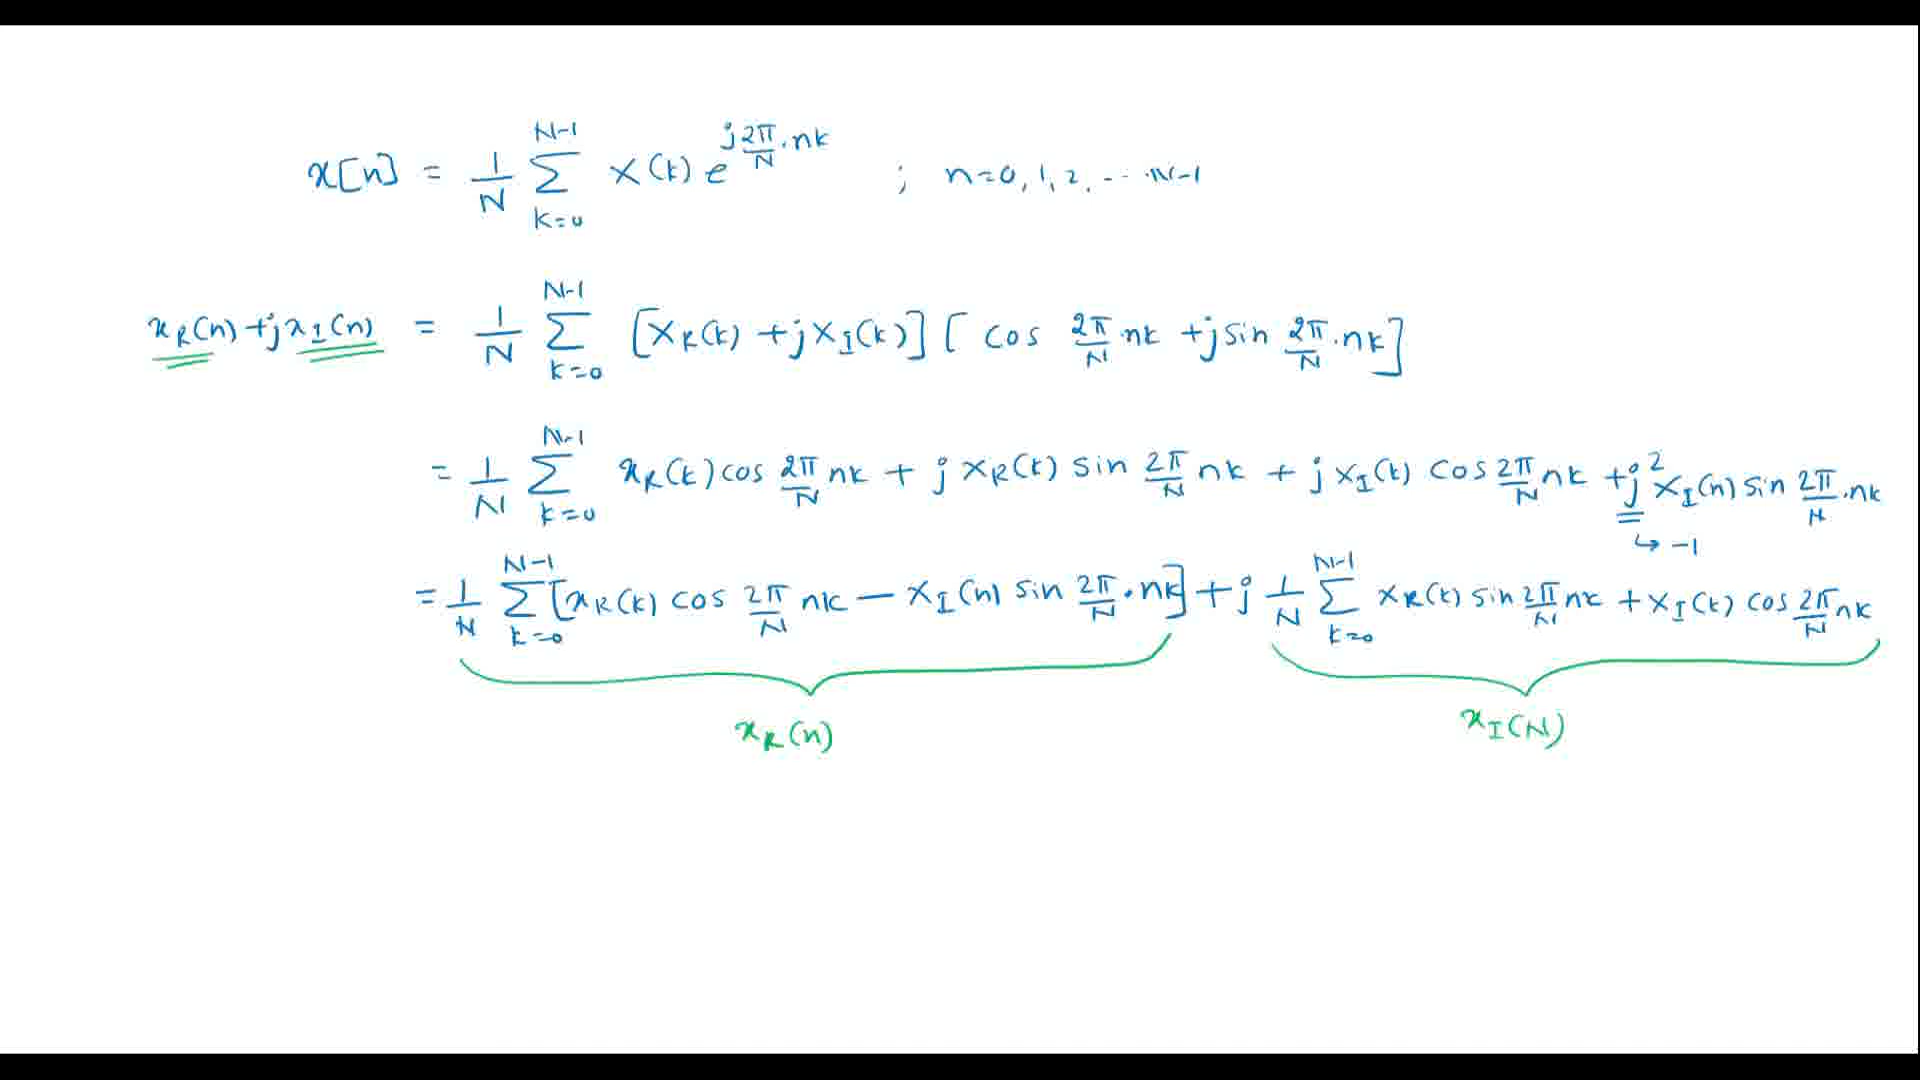 x[n] = 1/N Σ_{k=0}^{N-1} X(k) e^{j 2π/N . nk} ; n=0, 1, 2, --- N-1
x_R(n) + j x_I(n) = 1/N Σ_{k=0}^{N-1} [X_R(k) + j X_I(k)] [cos 2π/N nk + j sin 2π/N . nk]
= 1/N Σ_{k=0}^{N-1} x_R(k) cos 2π/N nk + j X_R(k) sin 2π/N nk + j X_I(k) cos 2π/N nk + j² X_I(n) sin 2π/N . nk
↳ -1
= 1/N Σ_{k=0}^{N-1} [x_R(k) cos 2π/N nk - X_I(n) sin 2π/N . nk] + j 1/N Σ_{k=0}^{N-1} X_R(k) sin 2π/N nk + X_I(k) cos 2π/N nk
x_R(n) x_I(N)